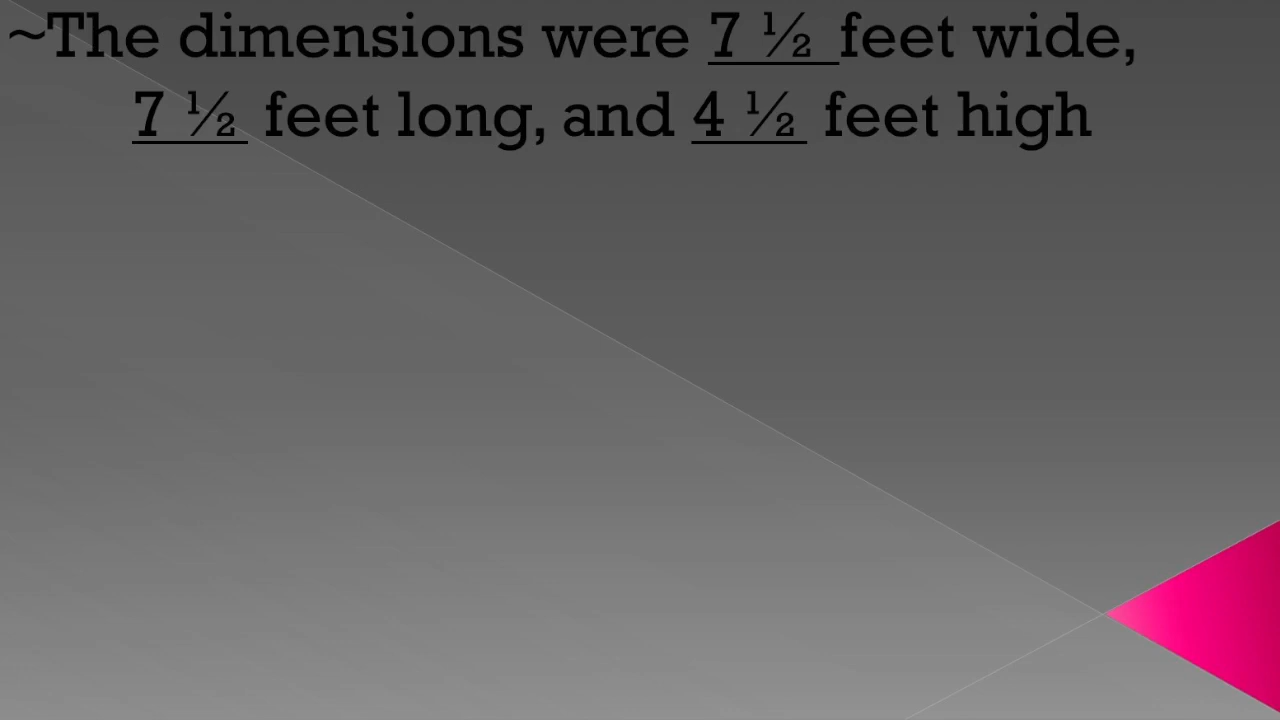 ~The dimensions were 7 ½ feet wide,
7 ½ feet long, and 4 ½ feet high